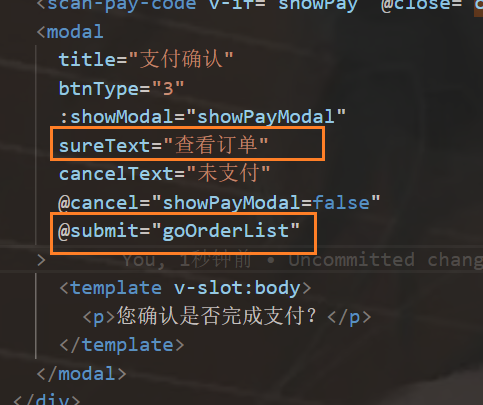 <scan-pay-code v-if="showPay" @close="c
<modal
title="支付确认"
btnType="3"
:showModal="showPayModal"
sureText="查看订单"
cancelText="未支付"
@cancel="showPayModal=false"
@submit="goOrderList"
> You, 1秒钟前 • Uncommitted chang
<template v-slot:body>
<p>您确认是否完成支付？</p>
</template>
</modal>
</div>